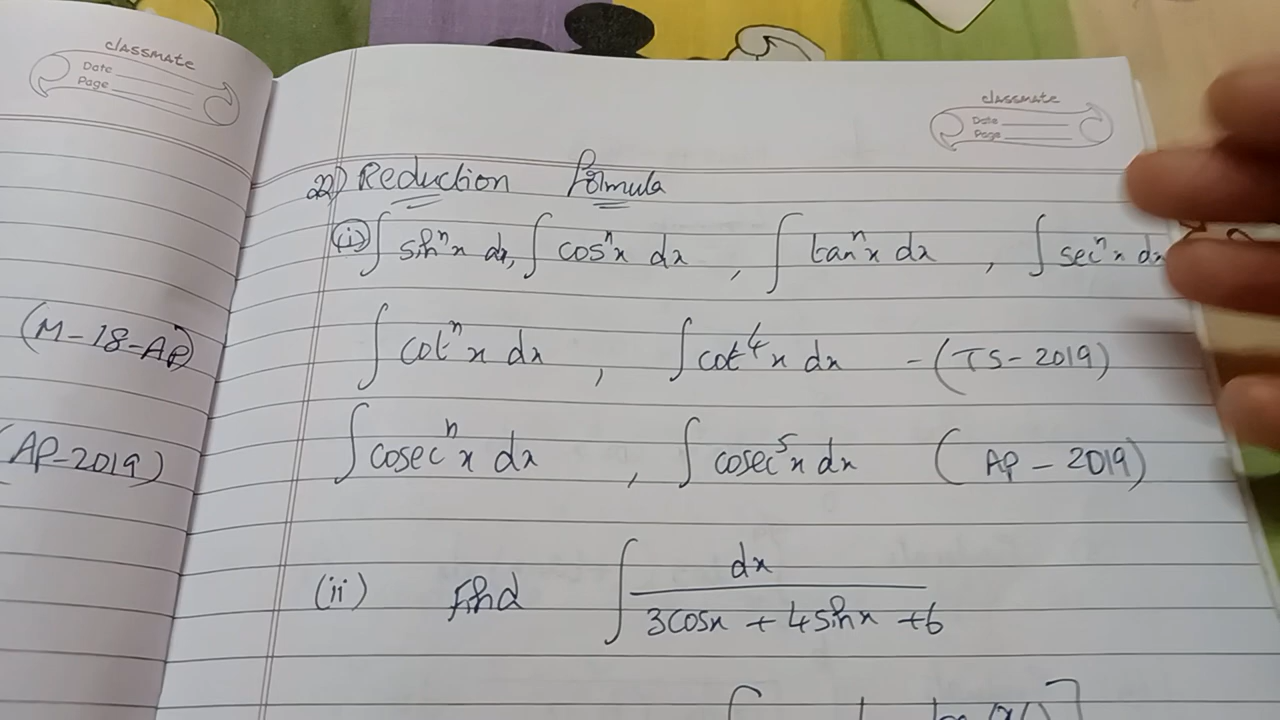 classmate
Date
Page
classmate
Date
Page
(M-18-AP)
(AP-2019)
22) Reduction Formula
(i) ∫ sinⁿx dx, ∫ cosⁿx dx, ∫ tanⁿx dx, ∫ secⁿx dx
∫ cotⁿx dx, ∫ cot⁴x dx - (TS-2019)
∫ cosecⁿx dx, ∫ cosec⁵x dx (AP-2019)
(ii) Find ∫ dx / 3cosx + 4sinx + 6